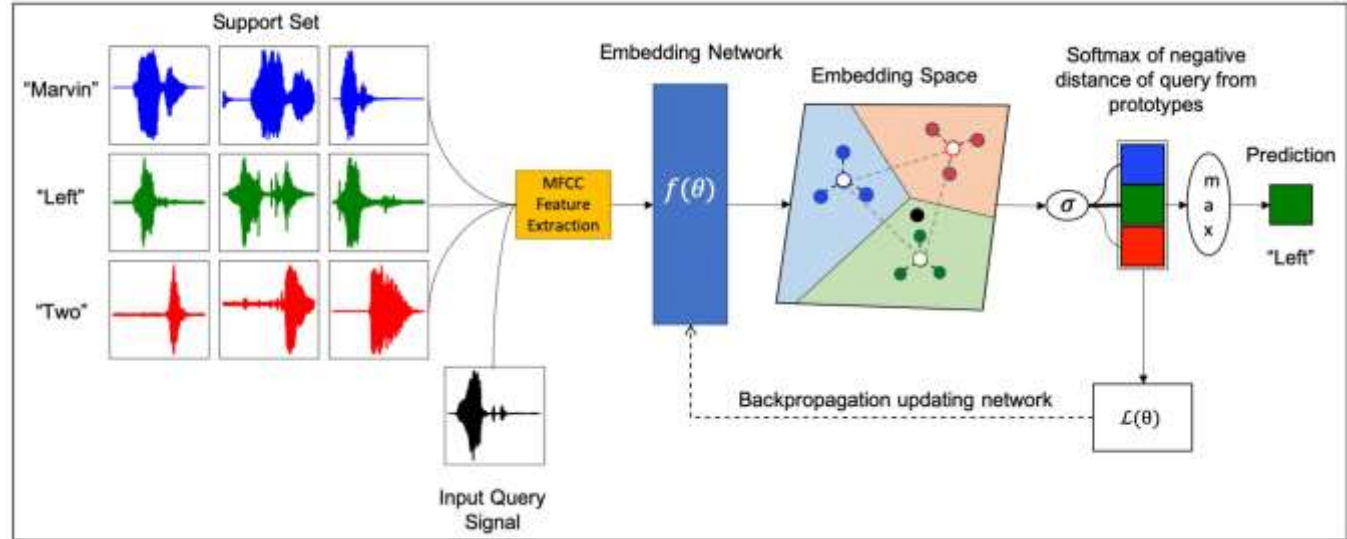 Support Set
“Marvin”
“Left”
“Two”
Input Query
Signal
MFCC
Feature
Extraction
Embedding Network
f(θ)
Embedding Space
Softmax of negative
distance of query from
prototypes
σ
m
a
x
Prediction
“Left”
Backpropagation updating network
ℒ(θ)